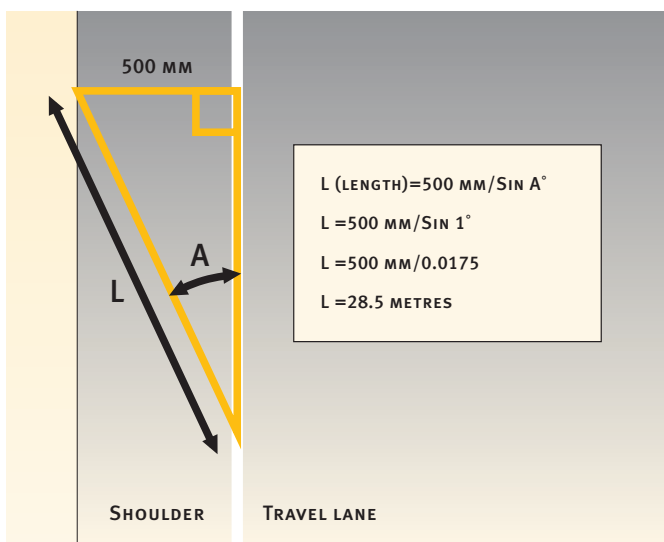 500 MM
L (LENGTH)=500 MM/SIN A°
L =500 MM/SIN 1°
L =500 MM/0.0175
L =28.5 METRES
A
L
SHOULDER
TRAVEL LANE